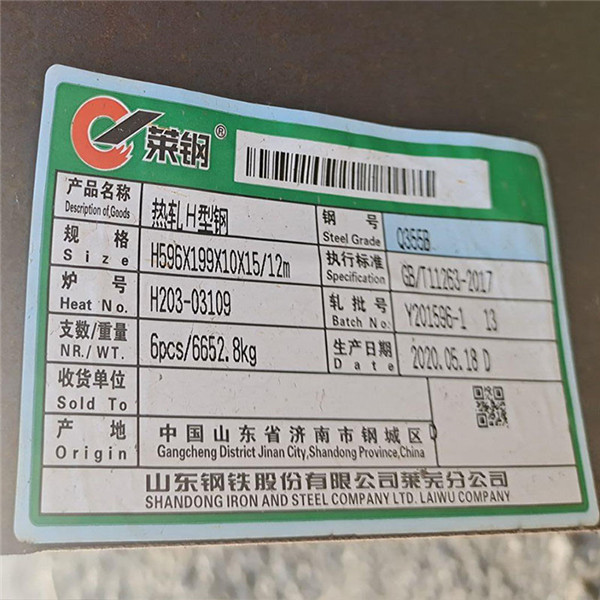 莱钢®
产品名称 热轧H型钢 钢号 Q355B
Description of Goods Steel Grade
规格 H596X199X10X15/12m 执行标准 GB/T11263-2017
Size Specification
炉号 H203-03109 轧批号 Y201596-1 13
Heat No. Batch No:
支数/重量 6pcs/6652.8kg 生产日期 2020.05.18 D
NR./WT. Date
收货单位
Sold To
产地 中国山东省济南市钢城区
Origin Gangcheng District Jinan City,Shandong Province,China
山东钢铁股份有限公司莱芜分公司
SHANDONG IRON AND STEEL COMPANY LTD. LAIWU COMPANY